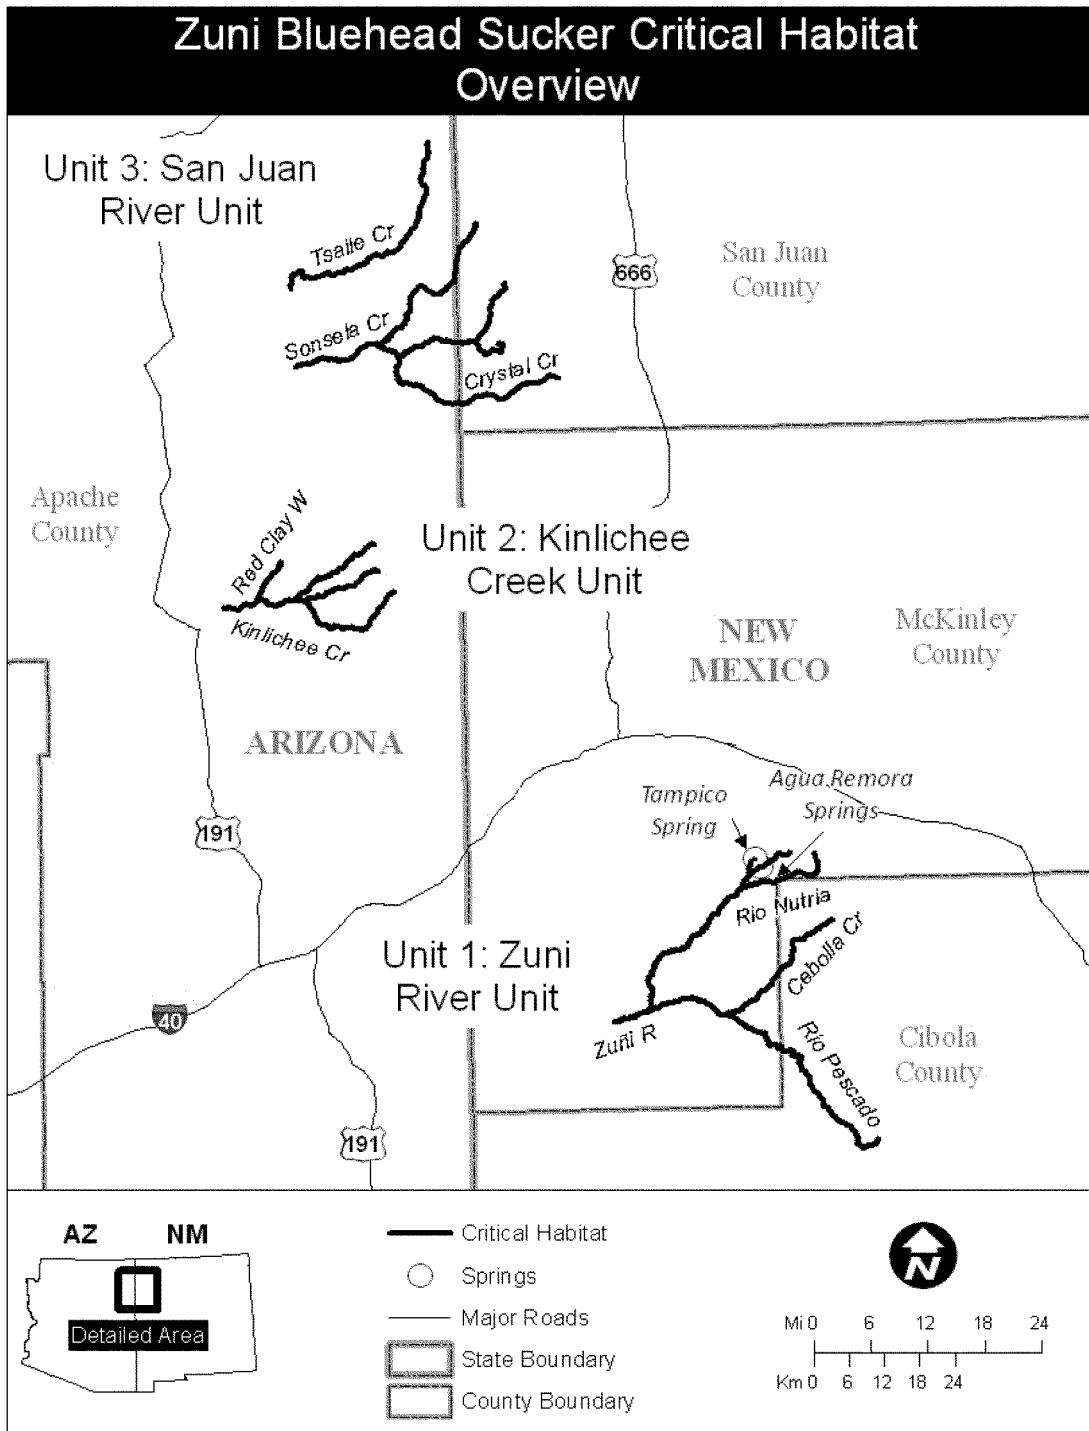 Zuni Bluehead Sucker Critical Habitat
Overview
Unit 3: San Juan
River Unit
Tsaile Cr
San Juan
County
666
Sonsela Cr
Crystal Cr
Apache
County
Red Clay W
Unit 2: Kinlichee
Creek Unit
Kinlichee Cr
NEW
MEXICO
McKinley
County
ARIZONA
Tampico
Spring
Agua Remora
Springs
191
Rio Nutria
Unit 1: Zuni
River Unit
Cebolla Cr
40
Zuñi R
Rio Pescado
Cibola
County
191
AZ NM
Detailed Area
Critical Habitat
Springs
Major Roads
State Boundary
County Boundary
N
Mi 0 6 12 18 24
Km 0 6 12 18 24